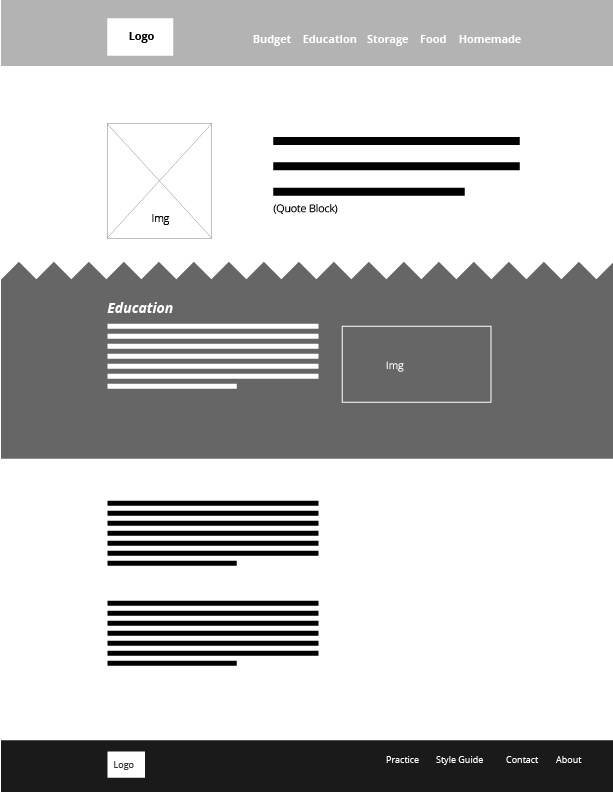 Logo
Budget Education Storage Food Homemade
Img
(Quote Block)
Education
Img
Logo
Practice Style Guide Contact About